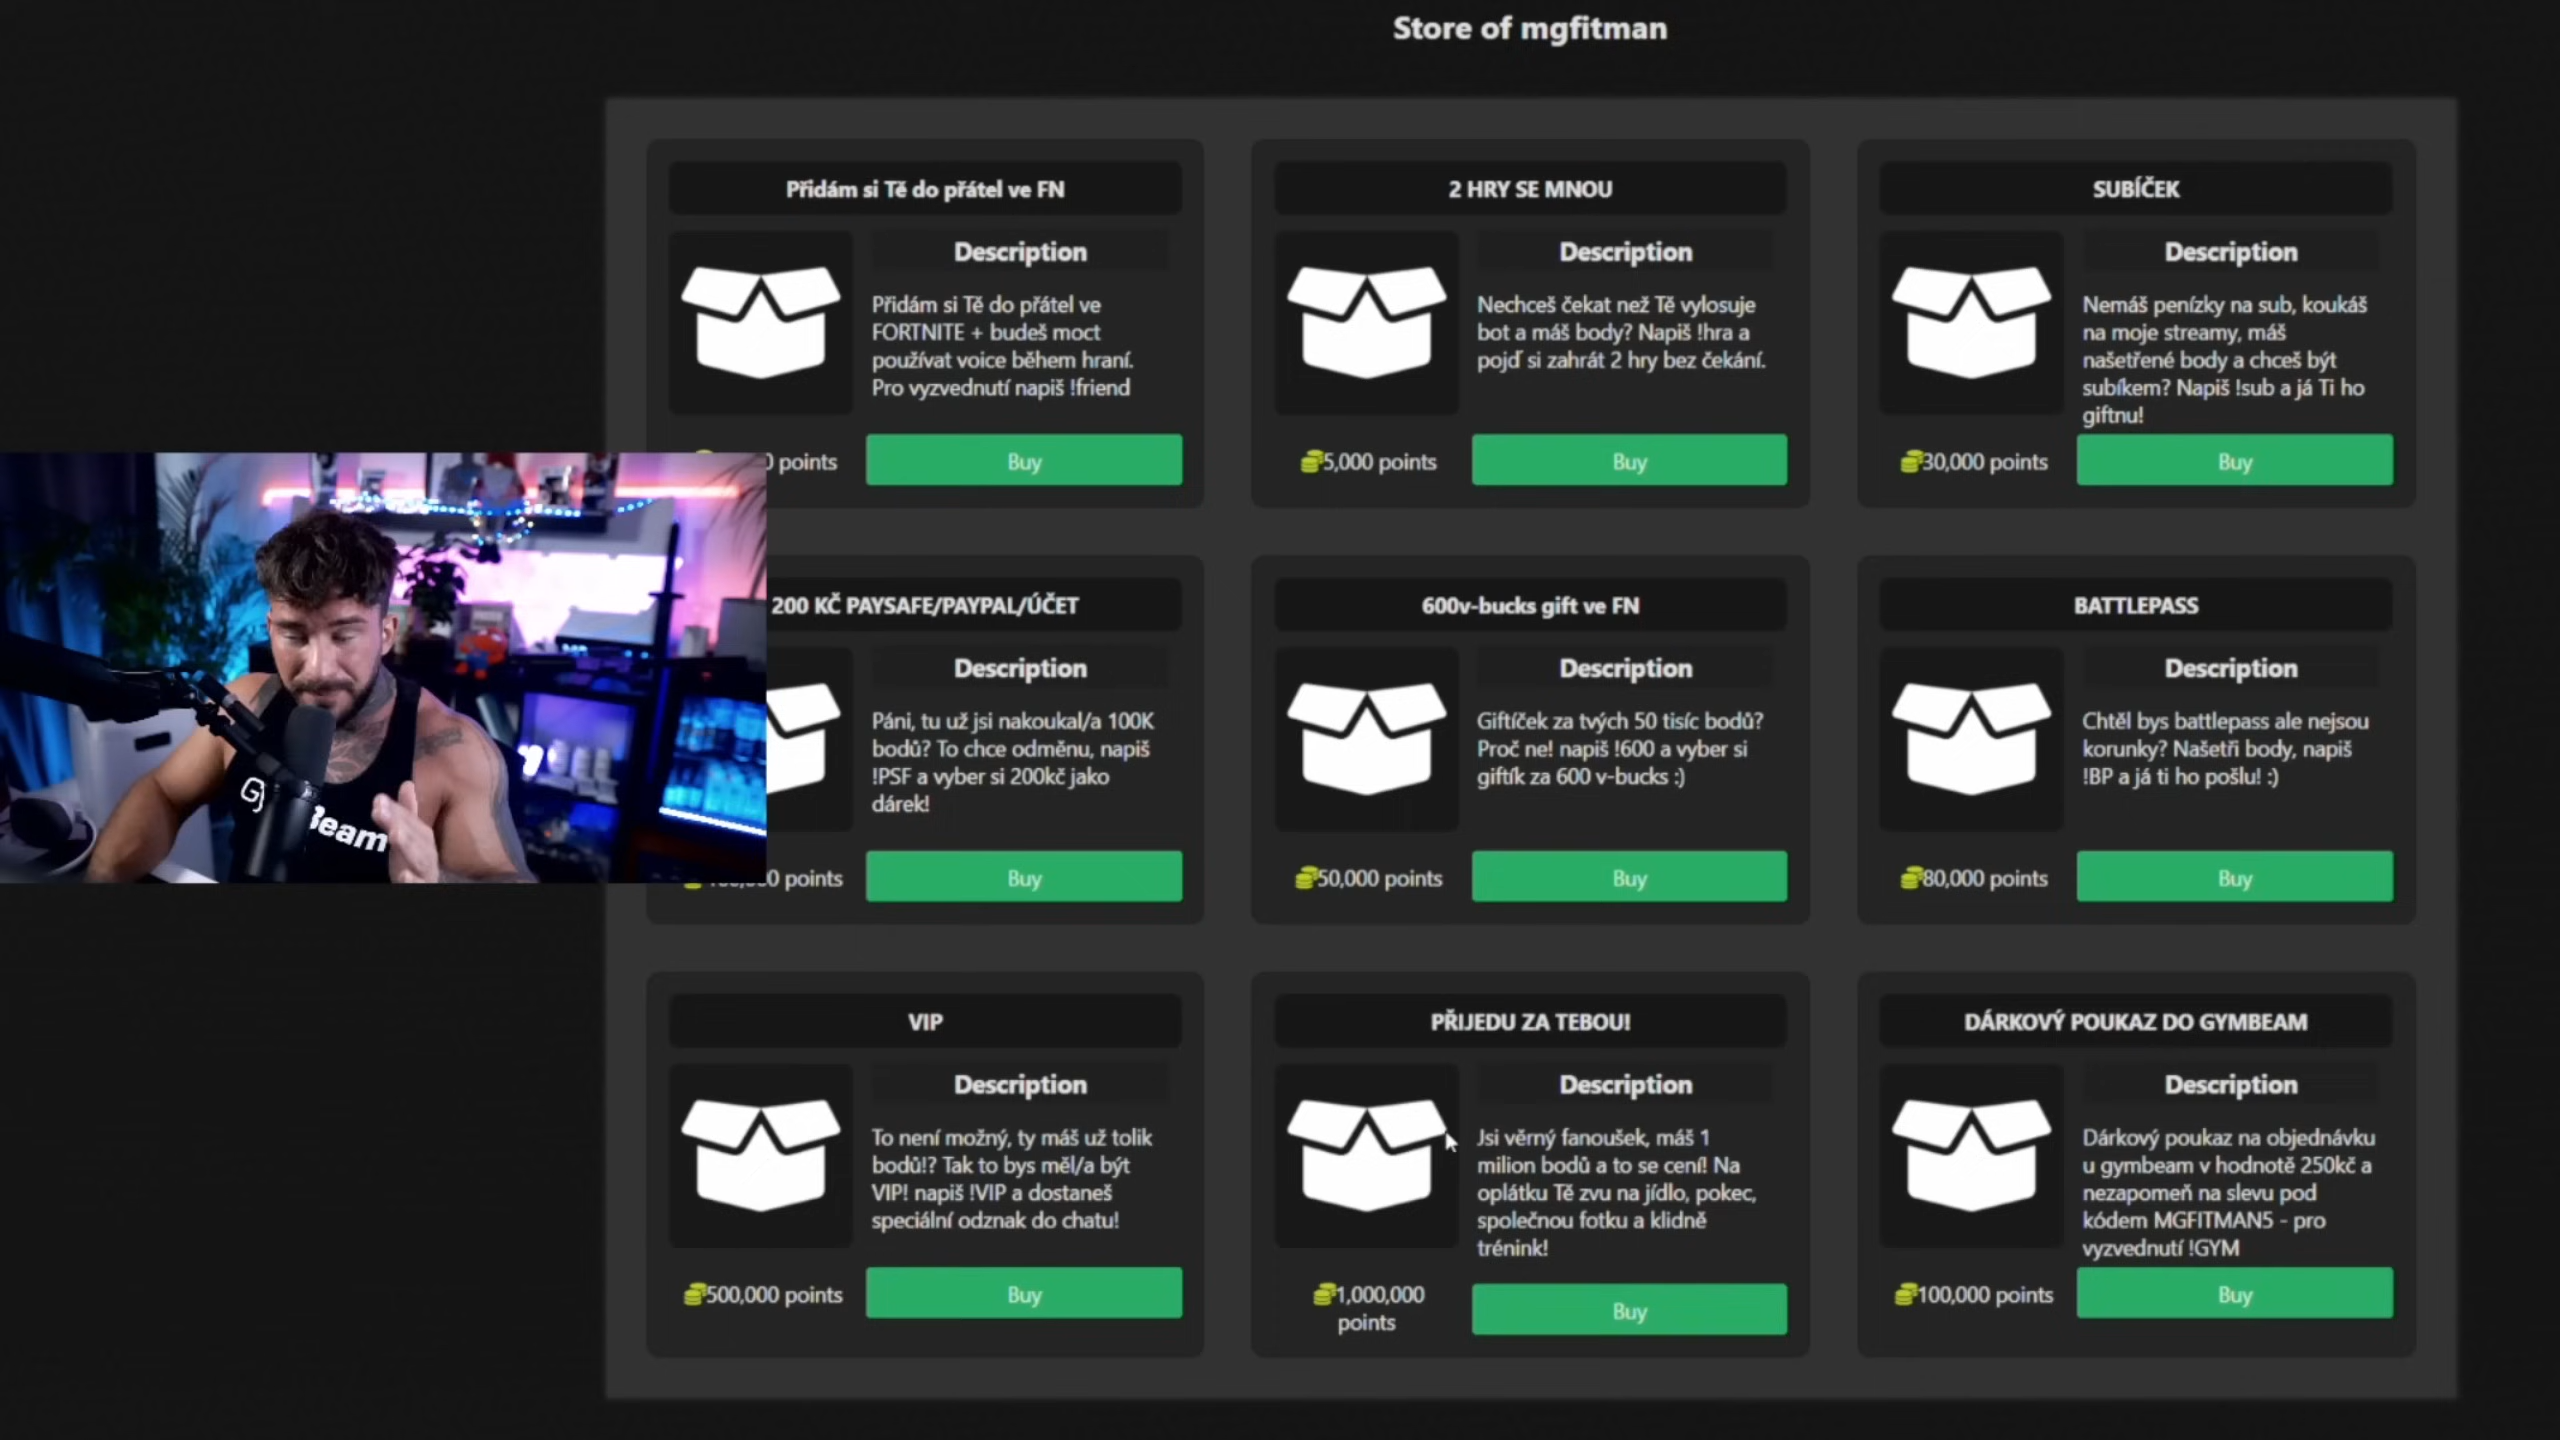 Store of mgfitman
Přidám si Tě do přátel ve FN
Description
Přidám si Tě do přátel ve
FORTNITE + budeš moct
používat voice během hraní.
Pro vyzvednutí napiš !friend
points
Buy
2 HRY SE MNOU
Description
Nechceš čekat než Tě vylosuje
bot a máš body? Napiš !hra a
pojď si zahrát 2 hry bez čekání.
5,000 points
Buy
SUBÍČEK
Description
Nemáš penízky na sub, koukáš
na moje streamy, máš
našetřené body a chceš být
subíkem? Napiš !sub a já Ti ho
giftnu!
30,000 points
Buy
200 KČ PAYSAFE/PAYPAL/ÚČET
Description
Páni, tu už jsi nakoukal/a 100K
bodů? To chce odměnu, napiš
!PSF a vyber si 200kč jako
dárek!
points
Buy
600v-bucks gift ve FN
Description
Giftíček za tvých 50 tisíc bodů?
Proč ne! napiš !600 a vyber si
giftík za 600 v-bucks :)
50,000 points
Buy
BATTLEPASS
Description
Chtěl bys battlepass ale nejsou
korunky? Našetři body, napiš
!BP a já ti ho pošlu! :)
80,000 points
Buy
VIP
Description
To není možný, ty máš už tolik
bodů!? Tak to bys měl/a být
VIP! napiš !VIP a dostaneš
speciální odznak do chatu!
500,000 points
Buy
PŘIJEDU ZA TEBOU!
Description
Jsi věrný fanoušek, máš 1
milion bodů a to se cení! Na
oplátku Tě zvu na jídlo, pokec,
společnou fotku a klidně
trénink!
1,000,000
points
Buy
DÁRKOVÝ POUKAZ DO GYMBEAM
Description
Dárkový poukaz na objednávku
u gymbeam v hodnotě 250kč a
nezapomeň na slevu pod
kódem MGFITMAN5 - pro
vyzvednutí !GYM
100,000 points
Buy